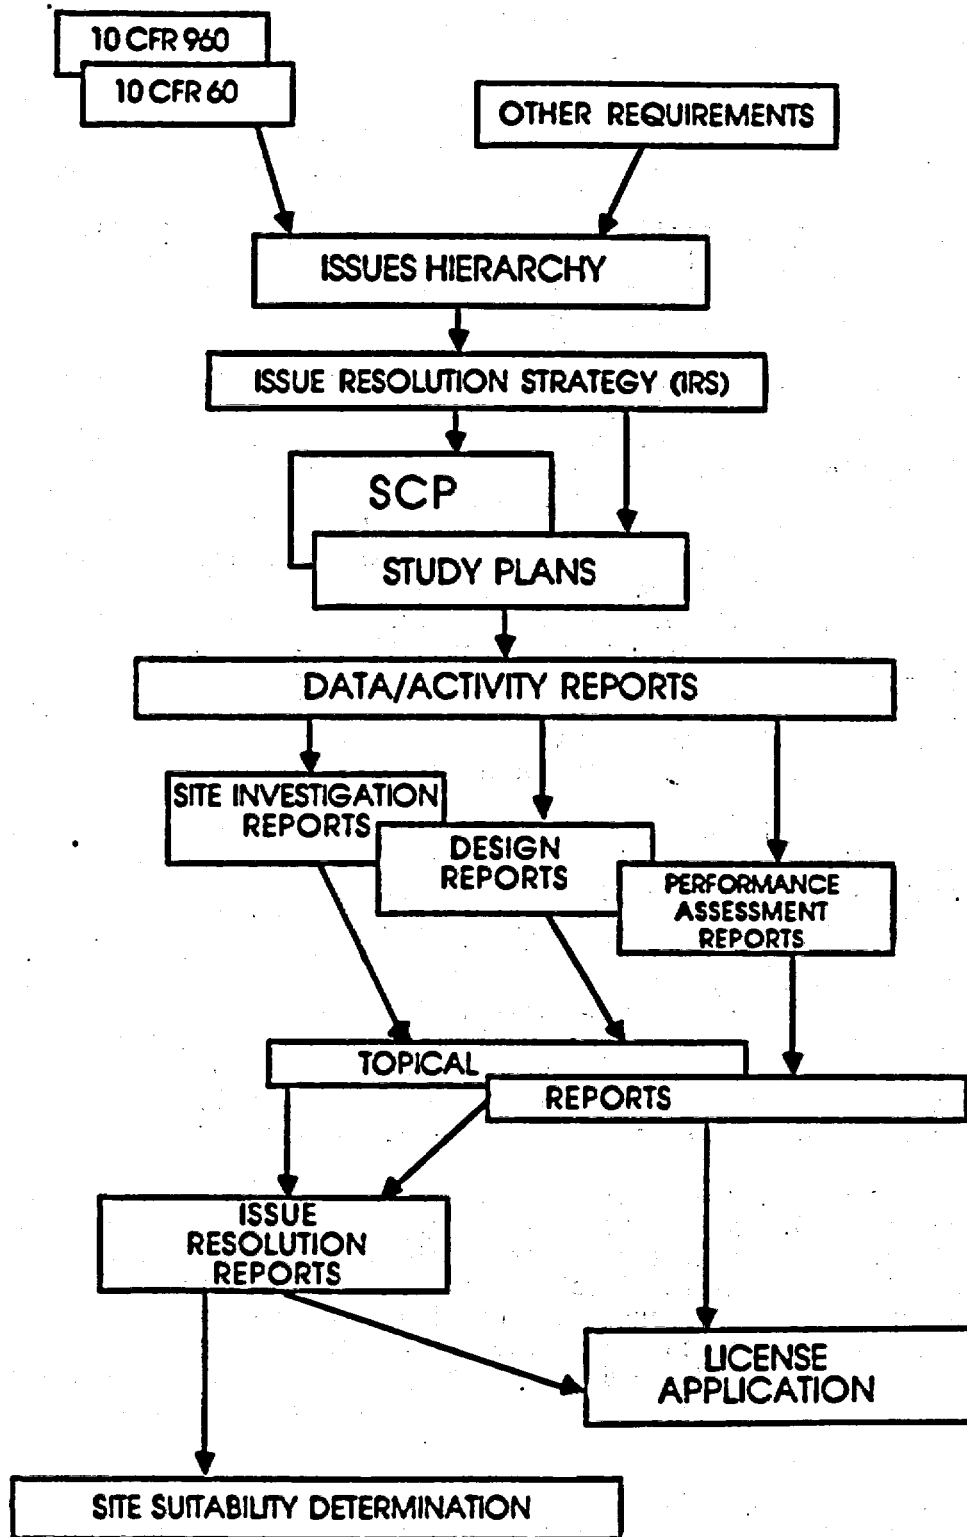 10 CFR 960
10 CFR 60
OTHER REQUIREMENTS
ISSUES HIERARCHY
ISSUE RESOLUTION STRATEGY (IRS)
SCP
STUDY PLANS
DATA/ACTIVITY REPORTS
SITE INVESTIGATION
REPORTS
DESIGN
REPORTS
PERFORMANCE
ASSESSMENT
REPORTS
TOPICAL
REPORTS
ISSUE
RESOLUTION
REPORTS
LICENSE
APPLICATION
SITE SUITABILITY DETERMINATION